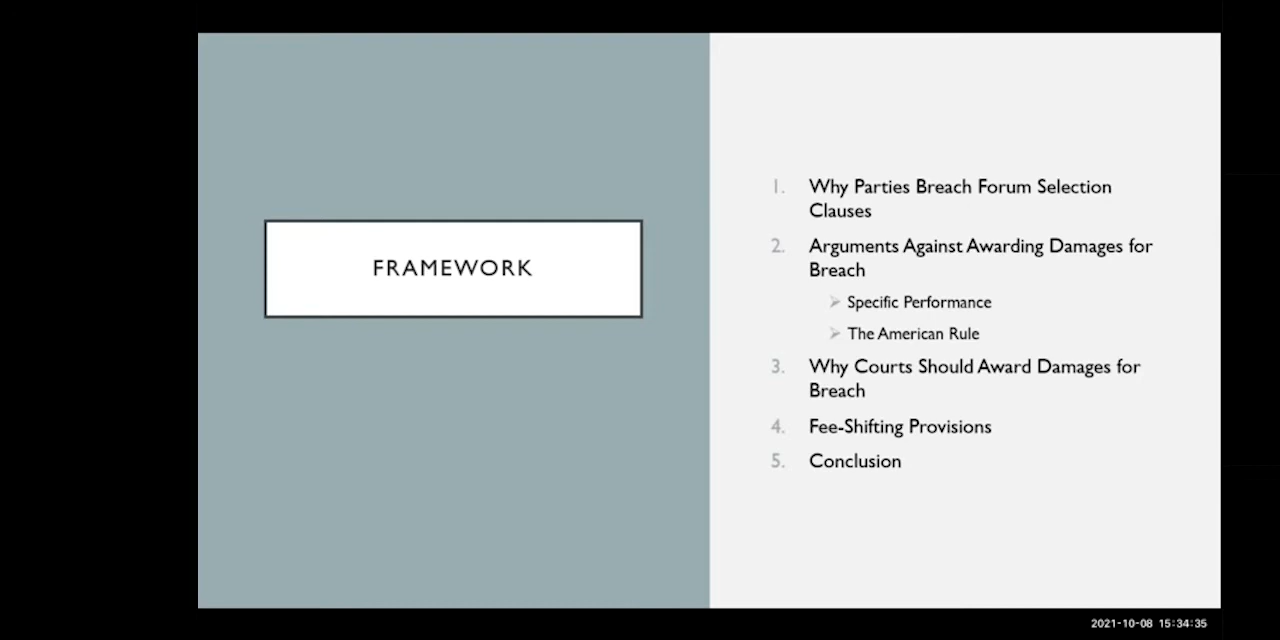 FRAMEWORK
1. Why Parties Breach Forum Selection
Clauses
2. Arguments Against Awarding Damages for
Breach
➢ Specific Performance
➢ The American Rule
3. Why Courts Should Award Damages for
Breach
4. Fee-Shifting Provisions
5. Conclusion
2021-10-08 15:34:35